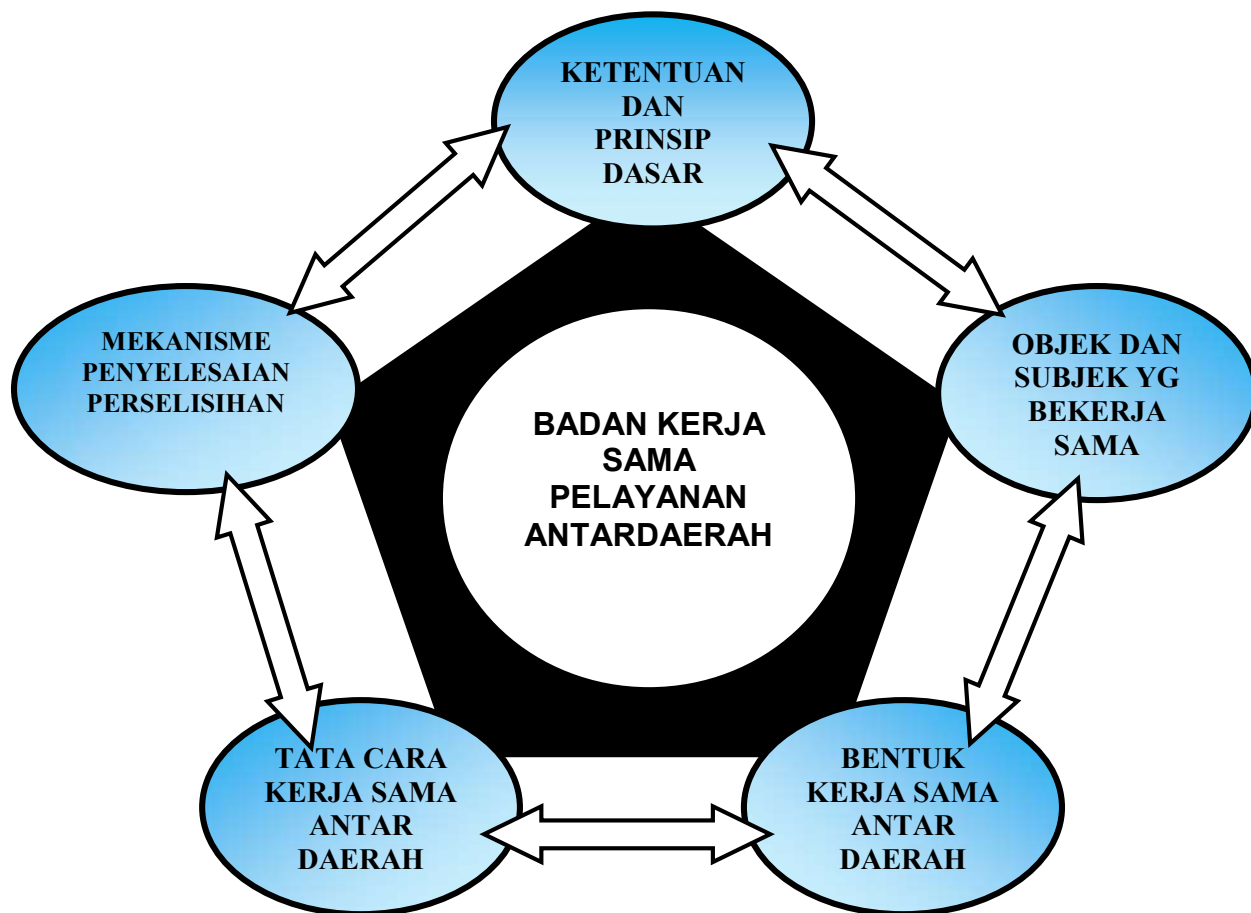 KETENTUAN
DAN
PRINSIP
DASAR
MEKANISME
PENYELESAIAN
PERSELISIHAN
OBJEK DAN
SUBJEK YG
BEKERJA
SAMA
BADAN KERJA
SAMA
PELAYANAN
ANTARDAERAH
TATA CARA
KERJA SAMA
ANTAR
DAERAH
BENTUK
KERJA SAMA
ANTAR
DAERAH